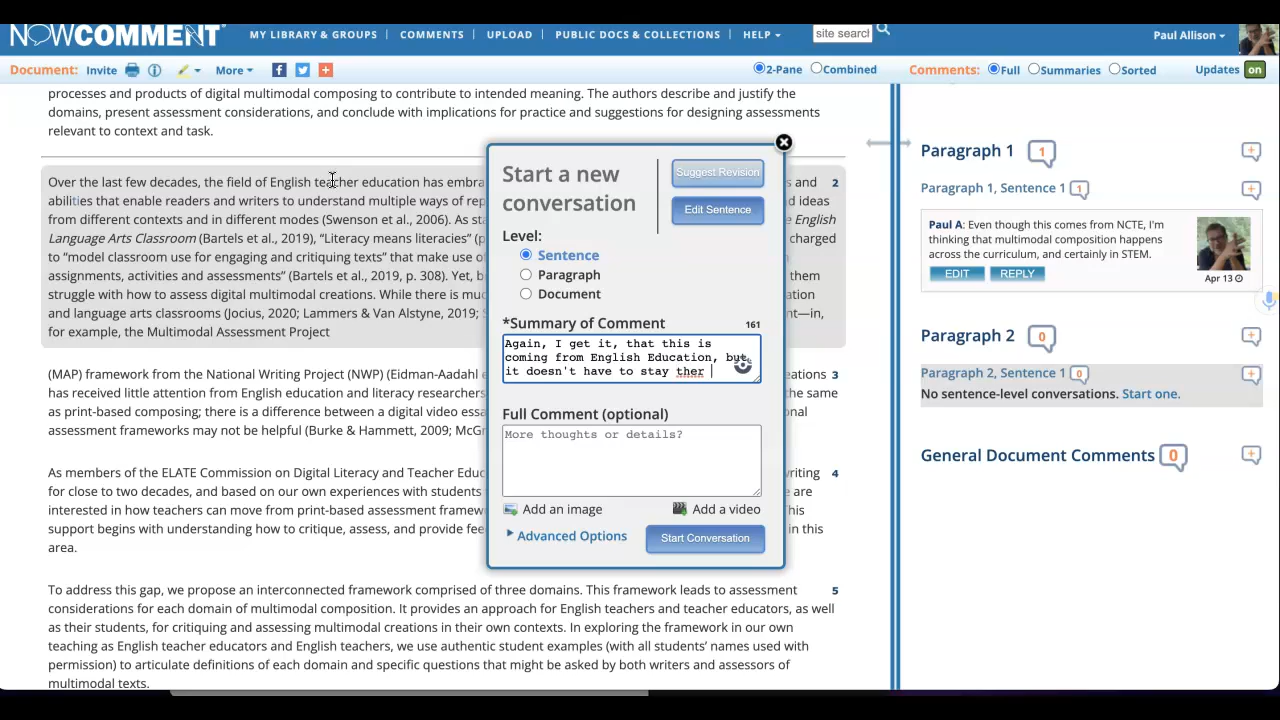 NOWCOMMENT
MY LIBRARY & GROUPS COMMENTS UPLOAD PUBLIC DOCS & COLLECTIONS HELP
site search
Paul Allison
Document: Invite More
2-Pane Combined
Comments: Full Summaries Sorted Updates on
processes and products of digital multimodal composing to contribute to intended meaning. The authors describe and justify the
domains, present assessment considerations, and conclude with implications for practice and suggestions for designing assessments
relevant to context and task.
Over the last few decades, the field of English teacher education has embra s and 2
abilities that enable readers and writers to understand multiple ways of rep nd ideas
from different contexts and in different modes (Swenson et al., 2006). As st e English
Language Arts Classroom (Bartels et al., 2019), “Literacy means literacies” (p charged
to “model classroom use for engaging and critiquing texts” that make use of
assignments, activities and assessments” (Bartels et al., 2019, p. 308). Yet, b them
struggle with how to assess digital multimodal creations. While there is muc ation
and language arts classrooms (Jocius, 2020; Lammers & Van Alstyne, 2019; S nt—in,
for example, the Multimodal Assessment Project
(MAP) framework from the National Writing Project (NWP) (Eidman-Aadahl e eations 3
has received little attention from English education and literacy researchers the same
as print-based composing; there is a difference between a digital video essa onal
assessment frameworks may not be helpful (Burke & Hammett, 2009; McGr
As members of the ELATE Commission on Digital Literacy and Teacher Educ writing 4
for close to two decades, and based on our own experiences with students e are
interested in how teachers can move from print-based assessment framew This
support begins with understanding how to critique, assess, and provide fee in this
area.
To address this gap, we propose an interconnected framework comprised of three domains. This framework leads to assessment 5
considerations for each domain of multimodal composition. It provides an approach for English teachers and teacher educators, as well
as their students, for critiquing and assessing multimodal creations in their own contexts. In exploring the framework in our own
teaching as English teacher educators and English teachers, we use authentic student examples (with all students’ names used with
permission) to articulate definitions of each domain and specific questions that might be asked by both writers and assessors of
multimodal texts.
Start a new
conversation
Suggest Revision
Edit Sentence
Level:
Sentence
Paragraph
Document
*Summary of Comment 161
Again, I get it, that this is
coming from English Education, but
it doesn't have to stay ther
Full Comment (optional)
More thoughts or details?
Add an image Add a video
Advanced Options
Start Conversation
Paragraph 1 1
Paragraph 1, Sentence 1 1
Paul A: Even though this comes from NCTE, I'm
thinking that multimodal composition happens
across the curriculum, and certainly in STEM.
EDIT REPLY
Apr 13
Paragraph 2 0
Paragraph 2, Sentence 1 0
No sentence-level conversations. Start one.
General Document Comments 0